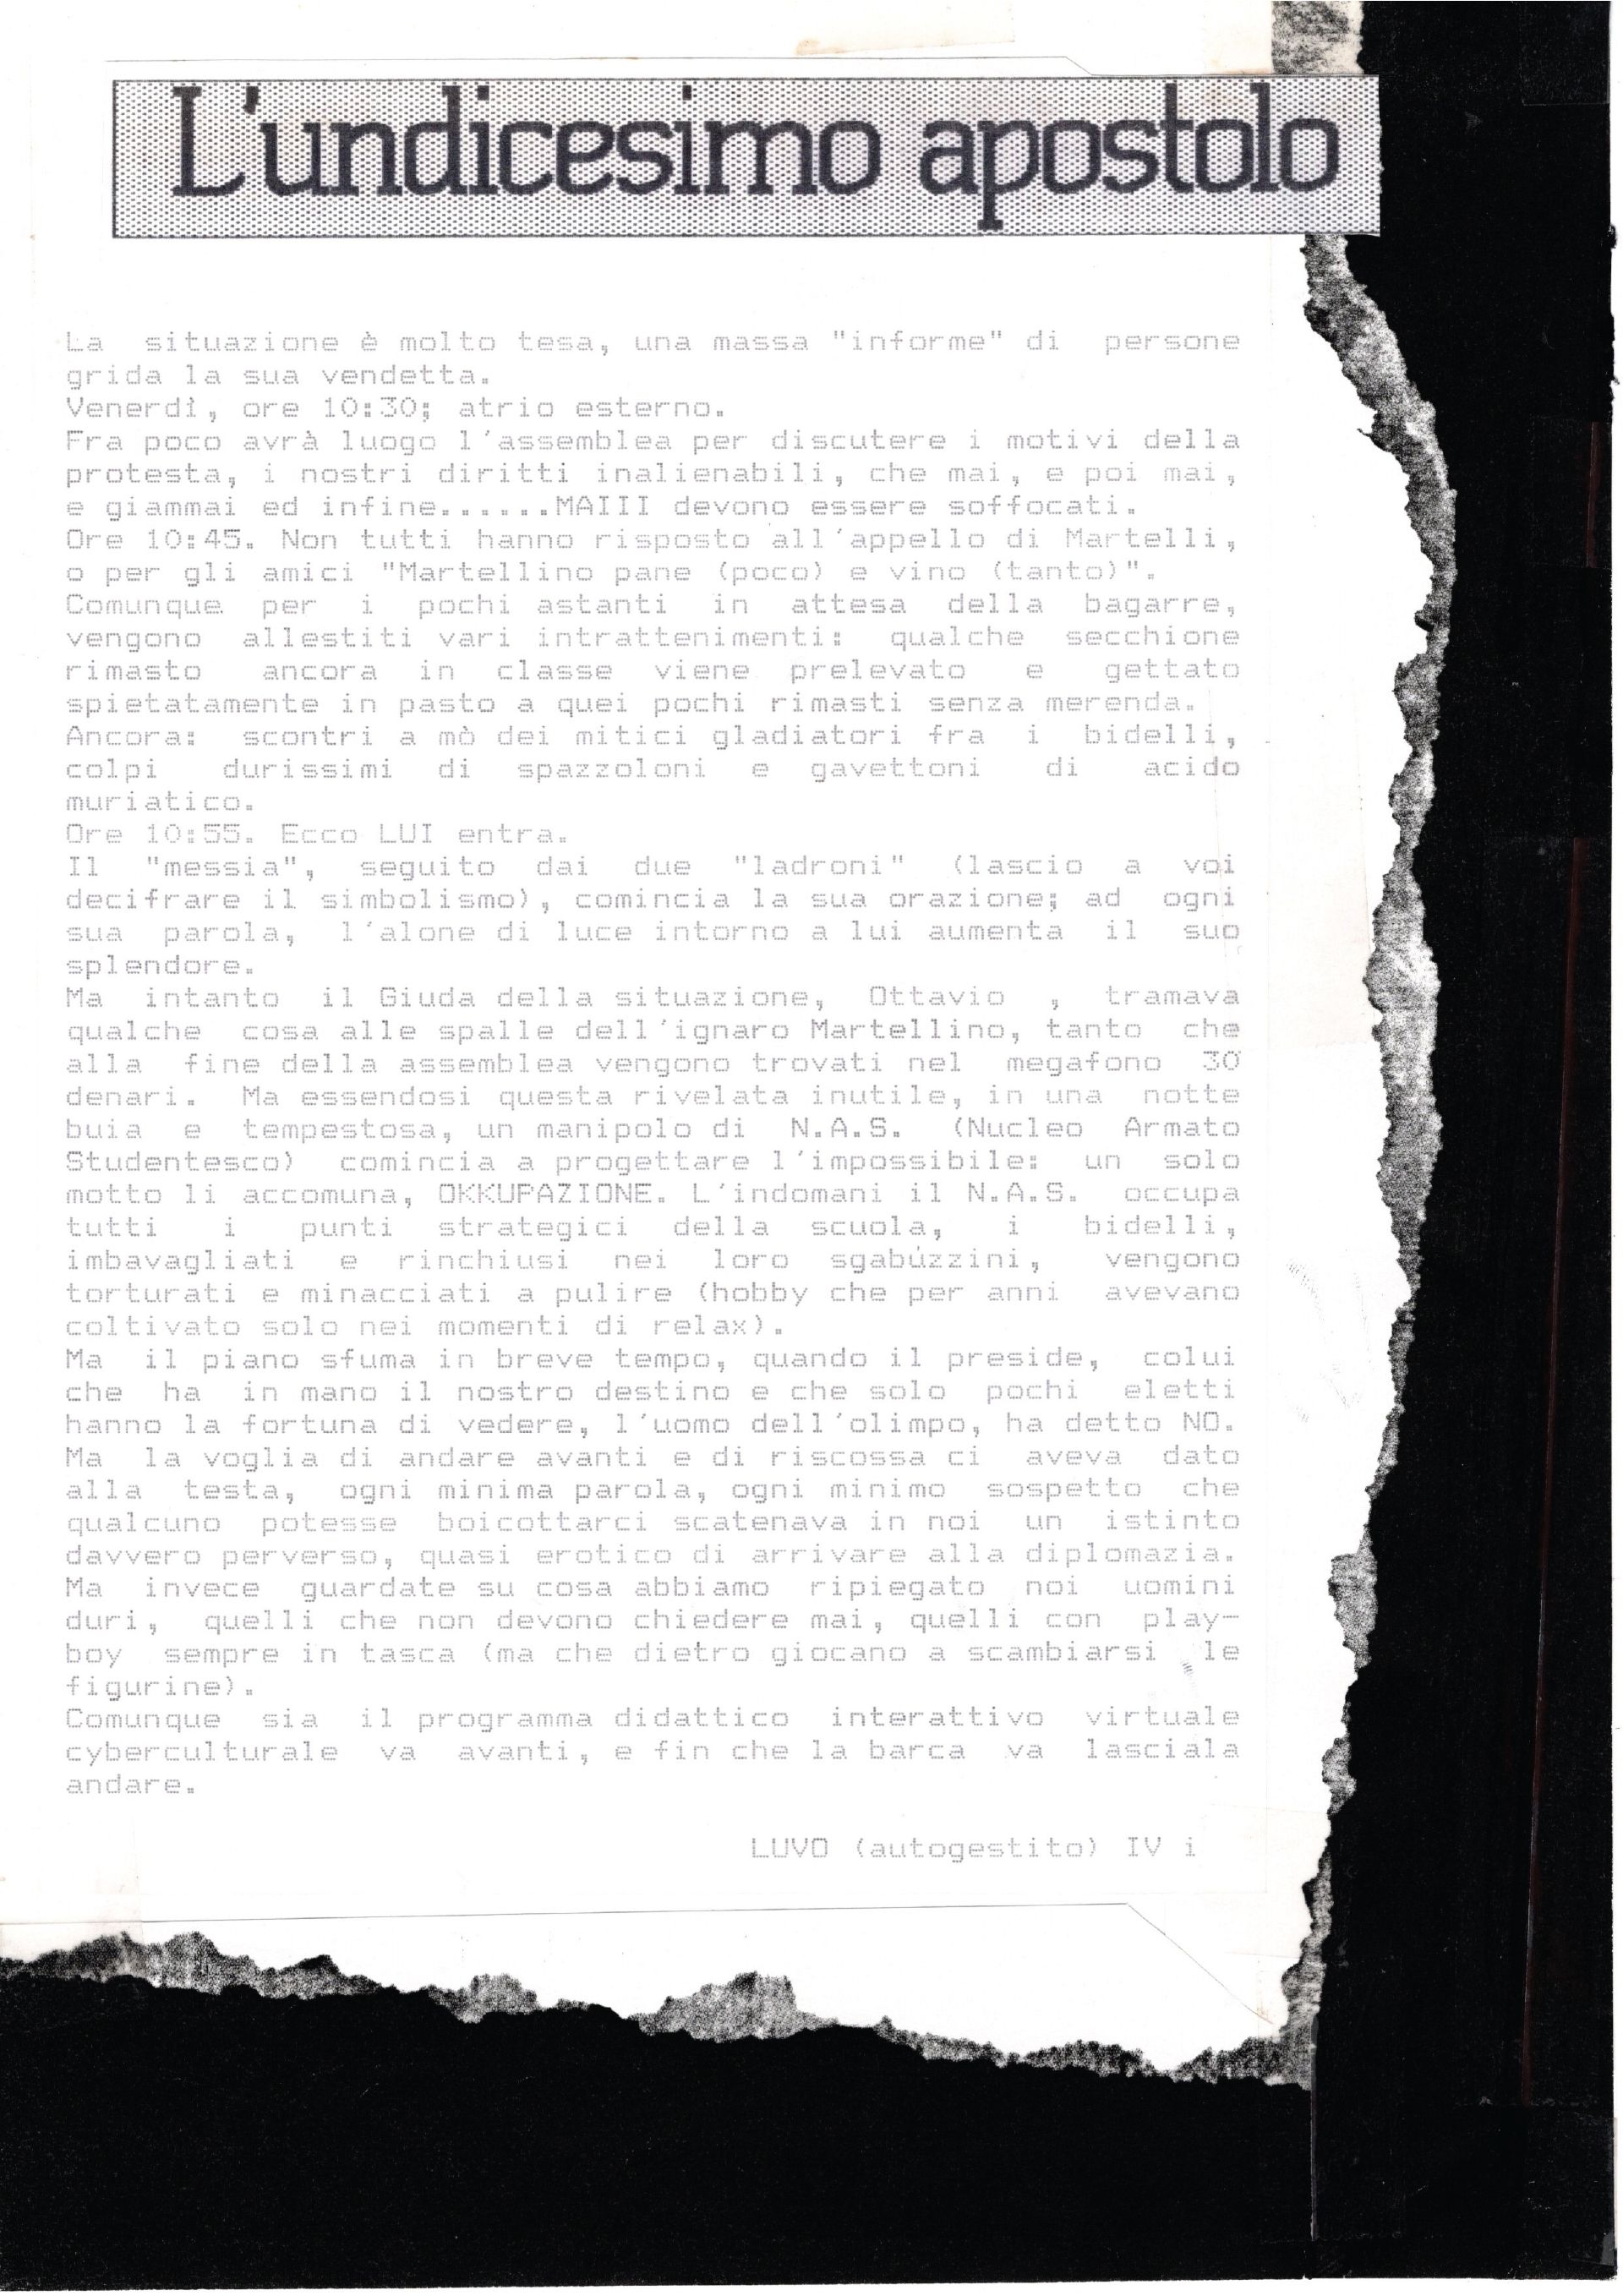 L'undicesimo apostolo
La situazione è molto tesa, una massa "informe" di persone
grida la sua vendetta.
Venerdì, ore 10:30; atrio esterno.
Fra poco avrà luogo l'assemblea per discutere i motivi della
protesta, i nostri diritti inalienabili, che mai, e poi mai,
e giammai ed infine......MAIII devono essere soffocati.
Ore 10:45. Non tutti hanno risposto all'appello di Martelli,
o per gli amici "Martellino pane (poco) e vino (tanto)".
Comunque per i pochi astanti in attesa della bagarre,
vengono allestiti vari intrattenimenti: qualche secchione
rimasto ancora in classe viene prelevato e gettato
spietatamente in pasto a quei pochi rimasti senza merenda.
Ancora: scontri a mò dei mitici gladiatori fra i bidelli,
colpi durissimi di spazzoloni e gavettoni di acido
muriatico.
Ore 10:55. Ecco LUI entra.
Il "messia", seguito dai due "ladroni" (lascio a voi
decifrare il simbolismo), comincia la sua orazione; ad ogni
sua parola, l'alone di luce intorno a lui aumenta il suo
splendore.
Ma intanto il Giuda della situazione, Ottavio , tramava
qualche cosa alle spalle dell'ignaro Martellino, tanto che
alla fine della assemblea vengono trovati nel megafono 30
denari. Ma essendosi questa rivelata inutile, in una notte
buia e tempestosa, un manipolo di N.A.S. (Nucleo Armato
Studentesco) comincia a progettare l'impossibile: un solo
motto li accomuna, OKKUPAZIONE. L'indomani il N.A.S. occupa
tutti i punti strategici della scuola, i bidelli,
imbavagliati e rinchiusi nei loro sgabuzzini, vengono
torturati e minacciati a pulire (hobby che per anni avevano
coltivato solo nei momenti di relax).
Ma il piano sfuma in breve tempo, quando il preside, colui
che ha in mano il nostro destino e che solo pochi eletti
hanno la fortuna di vedere, l'uomo dell'olimpo, ha detto NO.
Ma la voglia di andare avanti e di riscossa ci aveva dato
alla testa, ogni minima parola, ogni minimo sospetto che
qualcuno potesse boicottarci scatenava in noi un istinto
davvero perverso, quasi erotico di arrivare alla diplomazia.
Ma invece guardate su cosa abbiamo ripiegato noi uomini
duri, quelli che non devono chiedere mai, quelli con play-
boy sempre in tasca (ma che dietro giocano a scambiarsi le
figurine).
Comunque sia il programma didattico interattivo virtuale
cyberculturale va avanti, e fin che la barca va lasciala
andare.
LUVO (autogestito) IV i